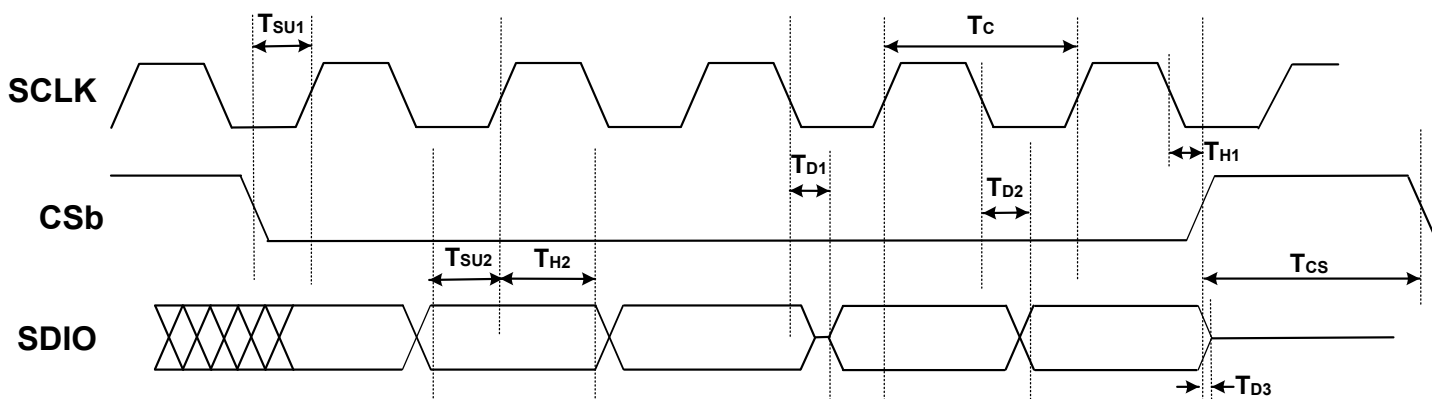 TSU1
TC
SCLK
TD1
TH1
TD2
CSb
TSU2
TH2
TCS
SDIO
TD3